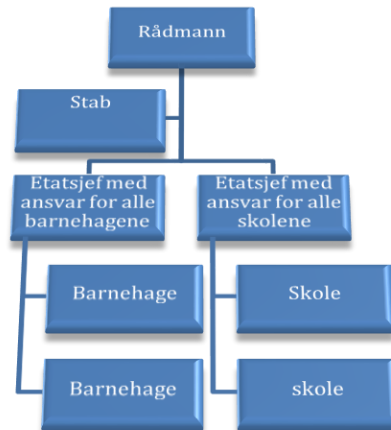 Rådmann
Stab
Etatsjef med
ansvar for alle
barnehagene
Etatsjef med
ansvar for alle
skolene
Barnehage
Skole
Barnehage
skole